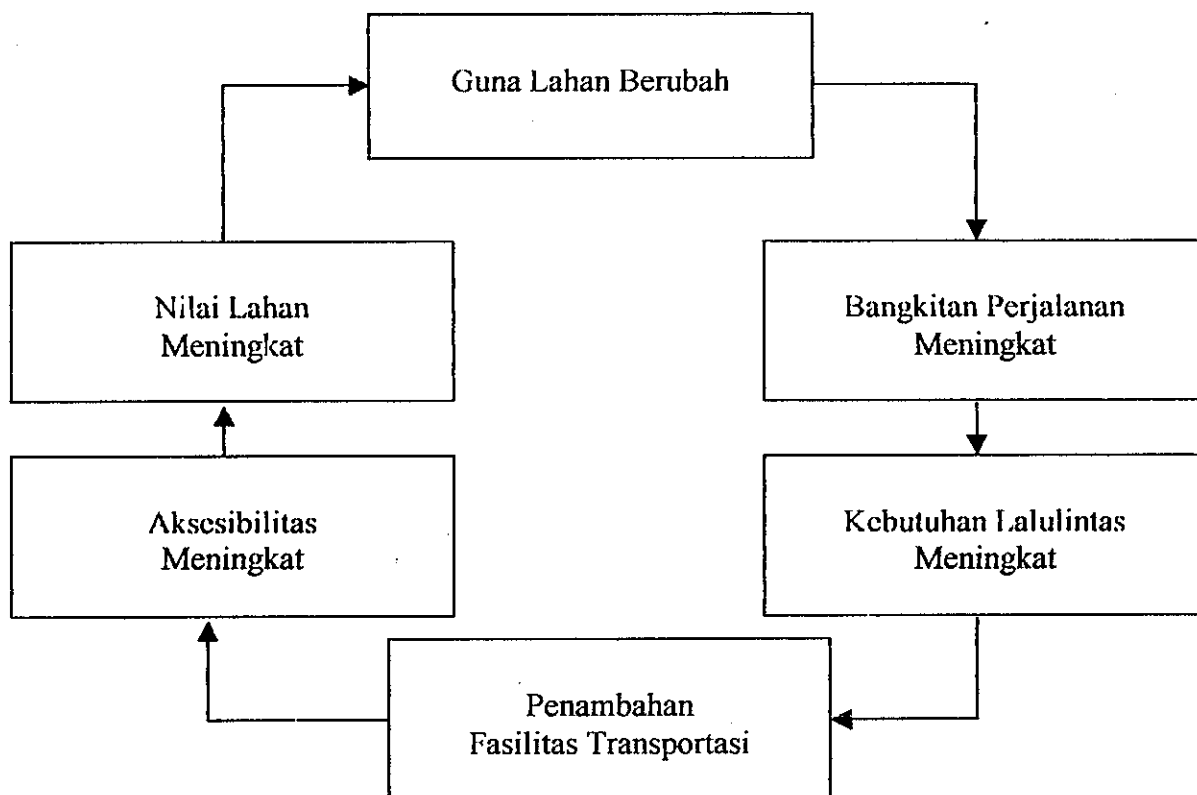 Guna Lahan Berubah
Nilai Lahan
Meningkat
Bangkitan Perjalanan
Meningkat
Aksesibilitas
Meningkat
Kebutuhan Lalulintas
Meningkat
Penambahan
Fasilitas Transportasi